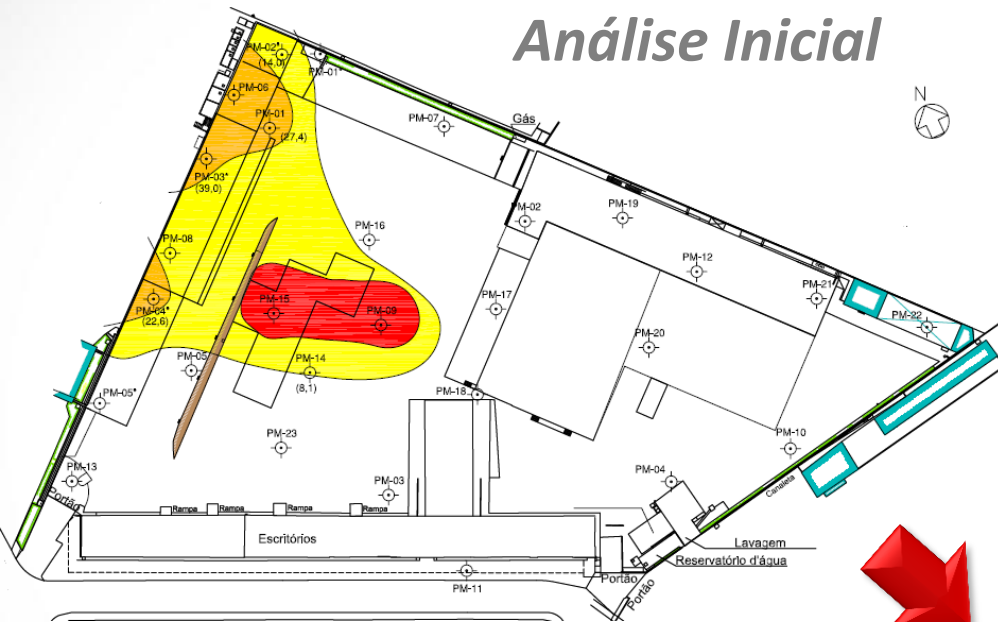 Análise Inicial
N
PM-02*
(14,0)
PM-01*
PM-06
PM-01
(27,4)
PM-07
Gás
PM-03*
(39,0)
PM-02
PM-19
PM-16
PM-08
PM-12
PM-21
PM-04*
(22,6)
PM-15
PM-09
PM-17
PM-22
PM-20
PM-05
PM-14
(8,1)
PM-18
PM-05*
PM-23
PM-10
PM-13
PM-03
PM-04
Canaleta
Portão
Rampa
Rampa
Rampa
Rampa
Escritórios
Lavagem
Reservatório d'água
Portão
Portão
PM-11